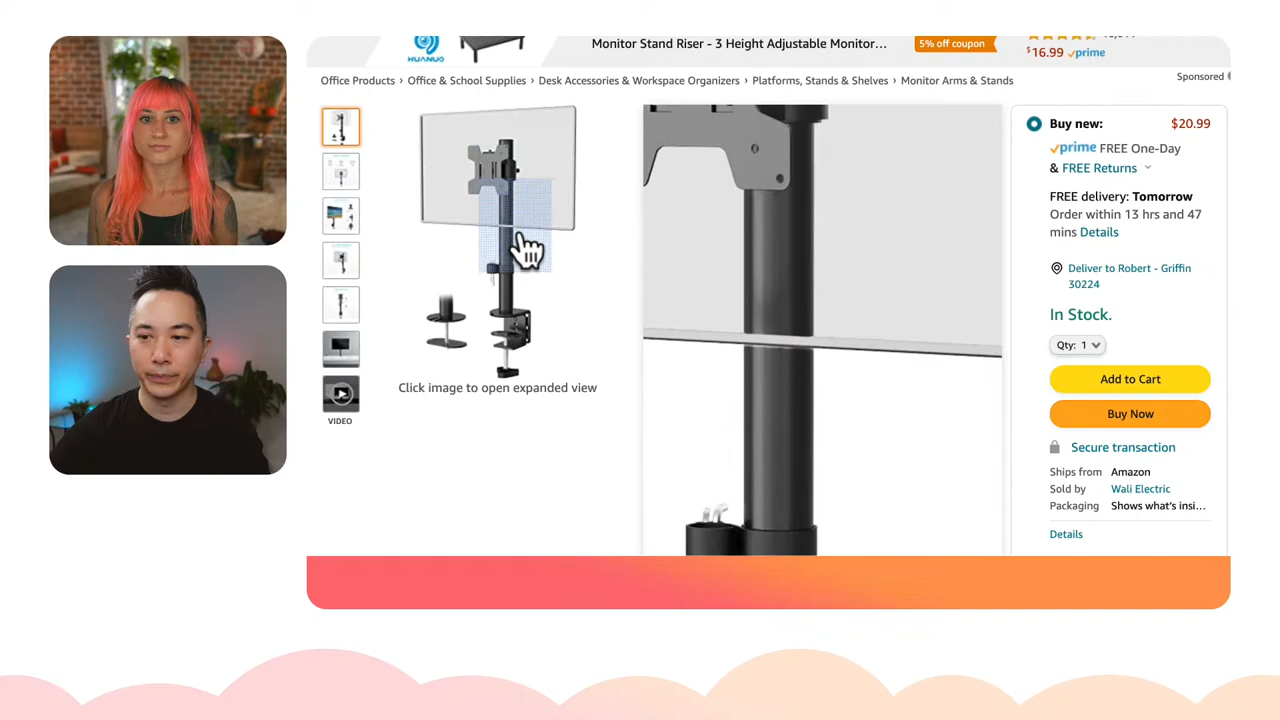 HUANUO
Monitor Stand Riser - 3 Height Adjustable Monitor...
5% off coupon
$16.99 prime
Sponsored
Office Products › Office & School Supplies › Desk Accessories & Workspace Organizers › Platforms, Stands & Shelves › Monitor Arms & Stands
VIDEO
Click image to open expanded view
Buy new: $20.99
prime FREE One-Day
& FREE Returns
FREE delivery: Tomorrow
Order within 13 hrs and 47
mins Details
Deliver to Robert - Griffin
30224
In Stock.
Qty: 1
Add to Cart
Buy Now
Secure transaction
Ships from Amazon
Sold by Wali Electric
Packaging Shows what's insi...
Details